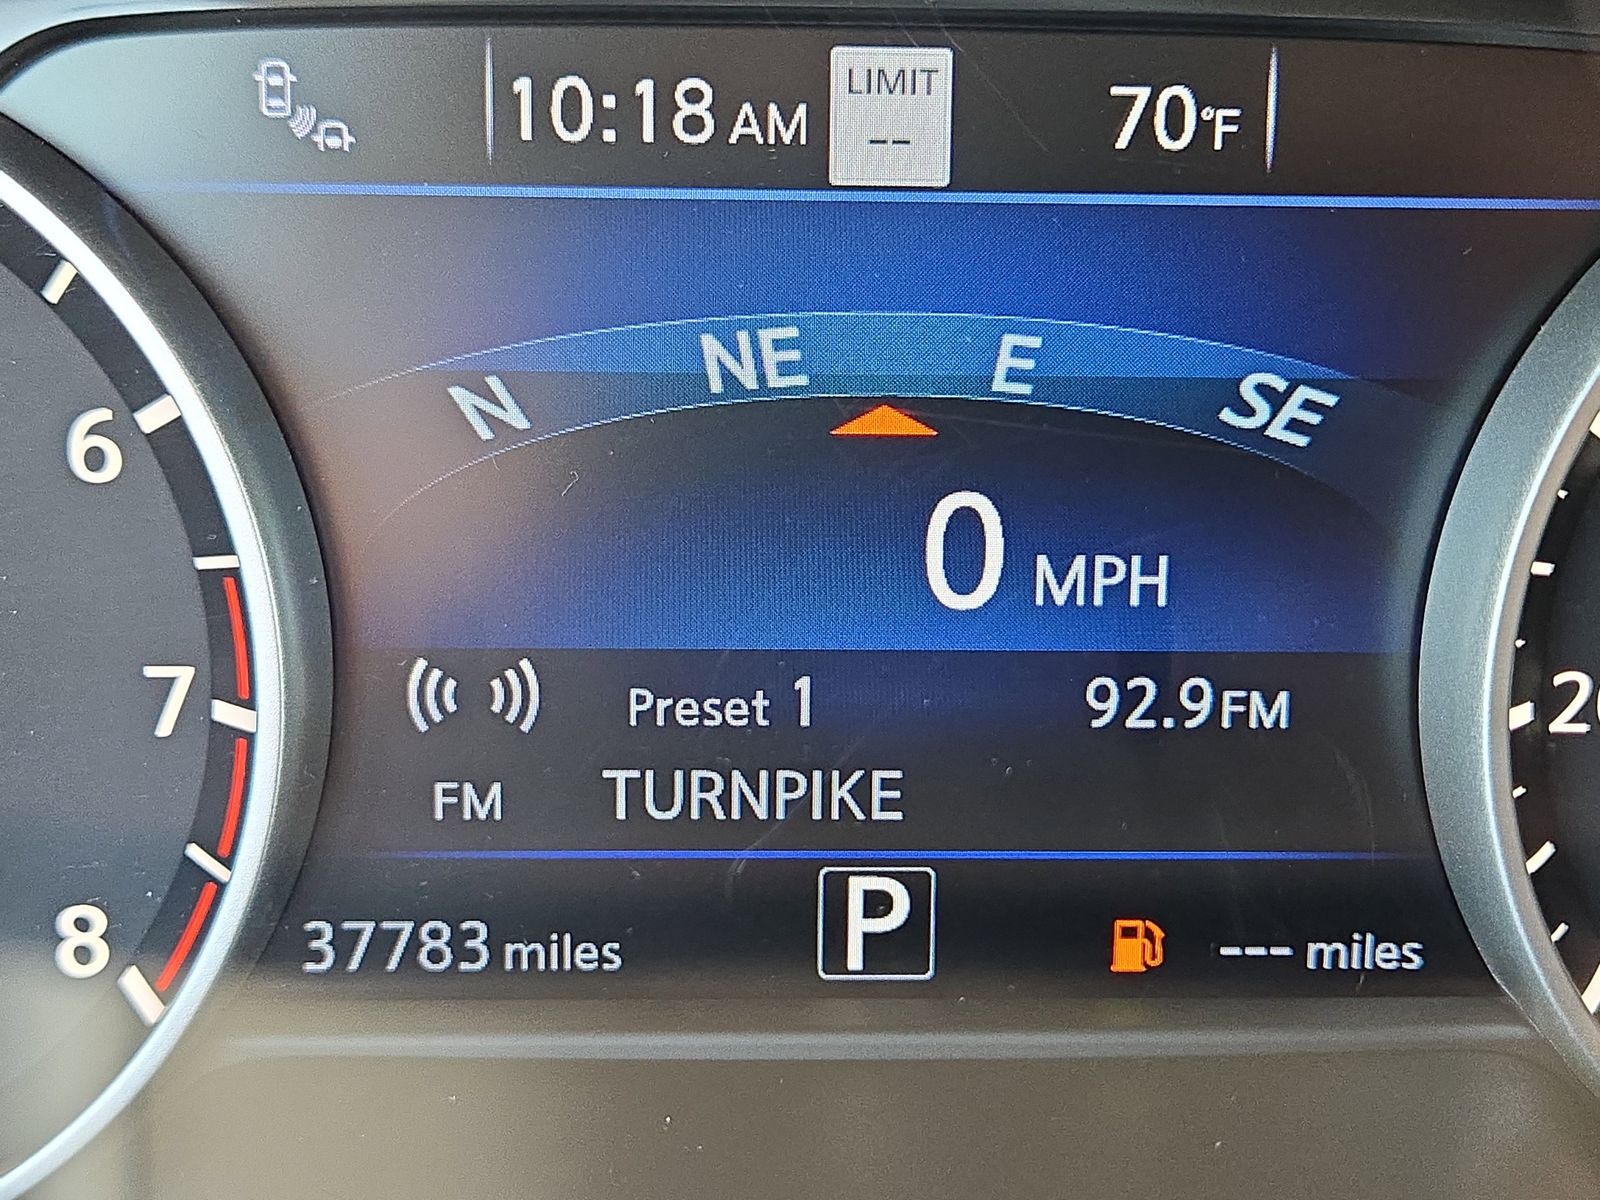 10:18 AM LIMIT -- 70°F
N NE E SE
0 MPH
6
7
8
Preset 1 92.9 FM
FM TURNPIKE
37783 miles P --- miles